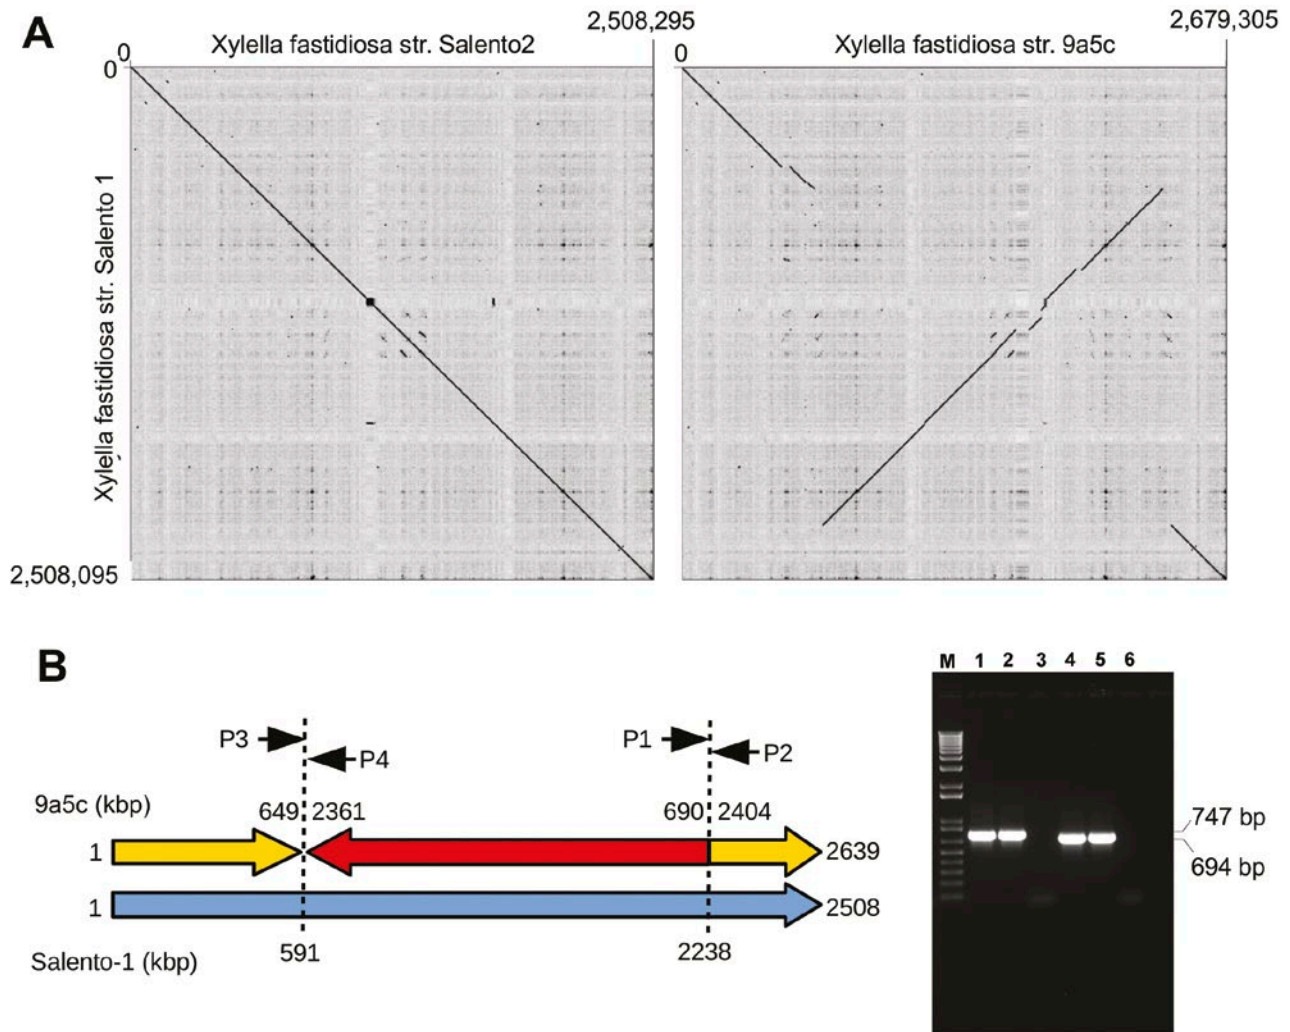 A
2,508,295
2,679,305
Xylella fastidiosa str. Salento2
Xylella fastidiosa str. 9a5c
0
0
0
Xylella fastidiosa str. Salento 1
2,508,095
B
M 1 2 3 4 5 6
P3
P4
P1
P2
9a5c (kbp)
649 2361
690 2404
1
2639
1
2508
Salento-1 (kbp)
591
2238
747 bp
694 bp